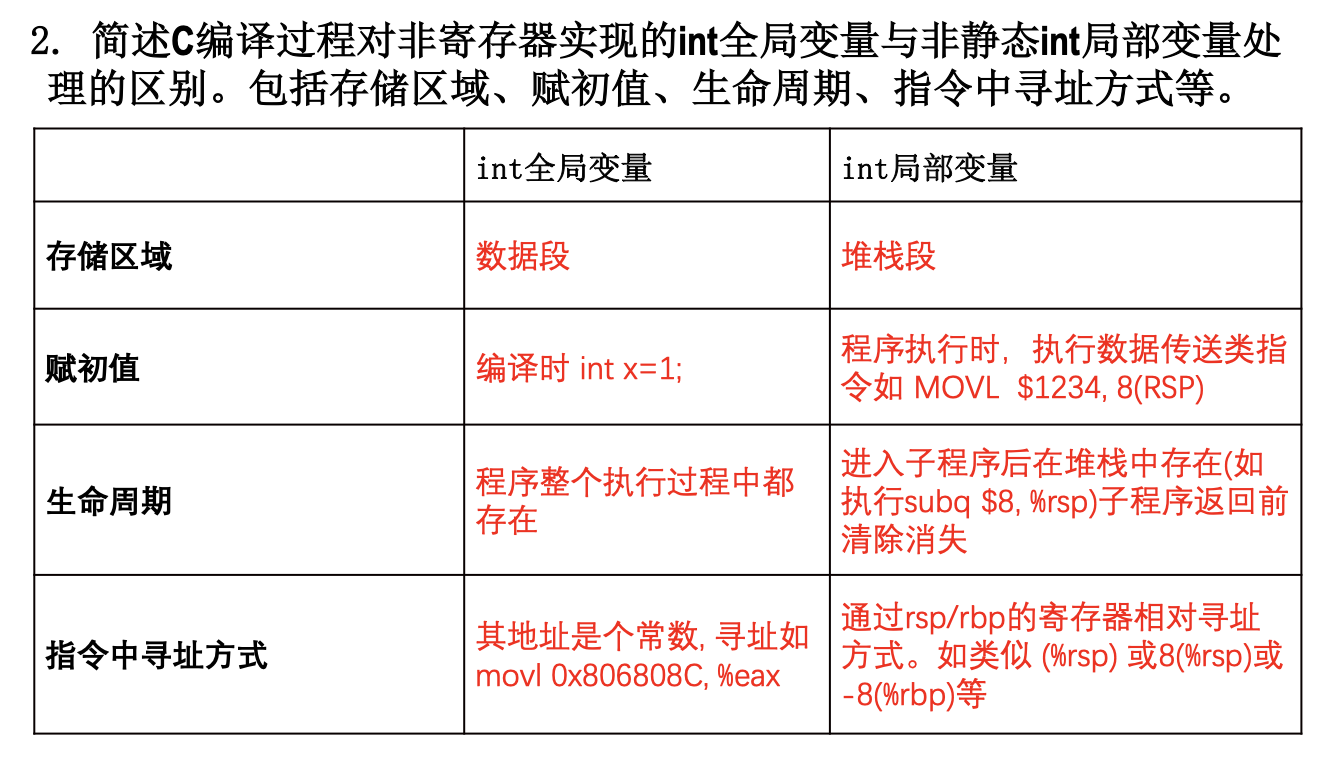 2. 简述C编译过程对非寄存器实现的int全局变量与非静态int局部变量处
理的区别。包括存储区域、赋初值、生命周期、指令中寻址方式等。
int全局变量
int局部变量
存储区域
数据段
堆栈段
赋初值
编译时 int x=1;
程序执行时, 执行数据传送类指
令如 MOVL $1234, 8(RSP)
生命周期
程序整个执行过程中都
存在
进入子程序后在堆栈中存在(如
执行subq $8, %rsp)子程序返回前
清除消失
指令中寻址方式
其地址是个常数, 寻址如
movl 0x806808C, %eax
通过rsp/rbp的寄存器相对寻址
方式。如类似 (%rsp) 或8(%rsp)或
-8(%rbp)等